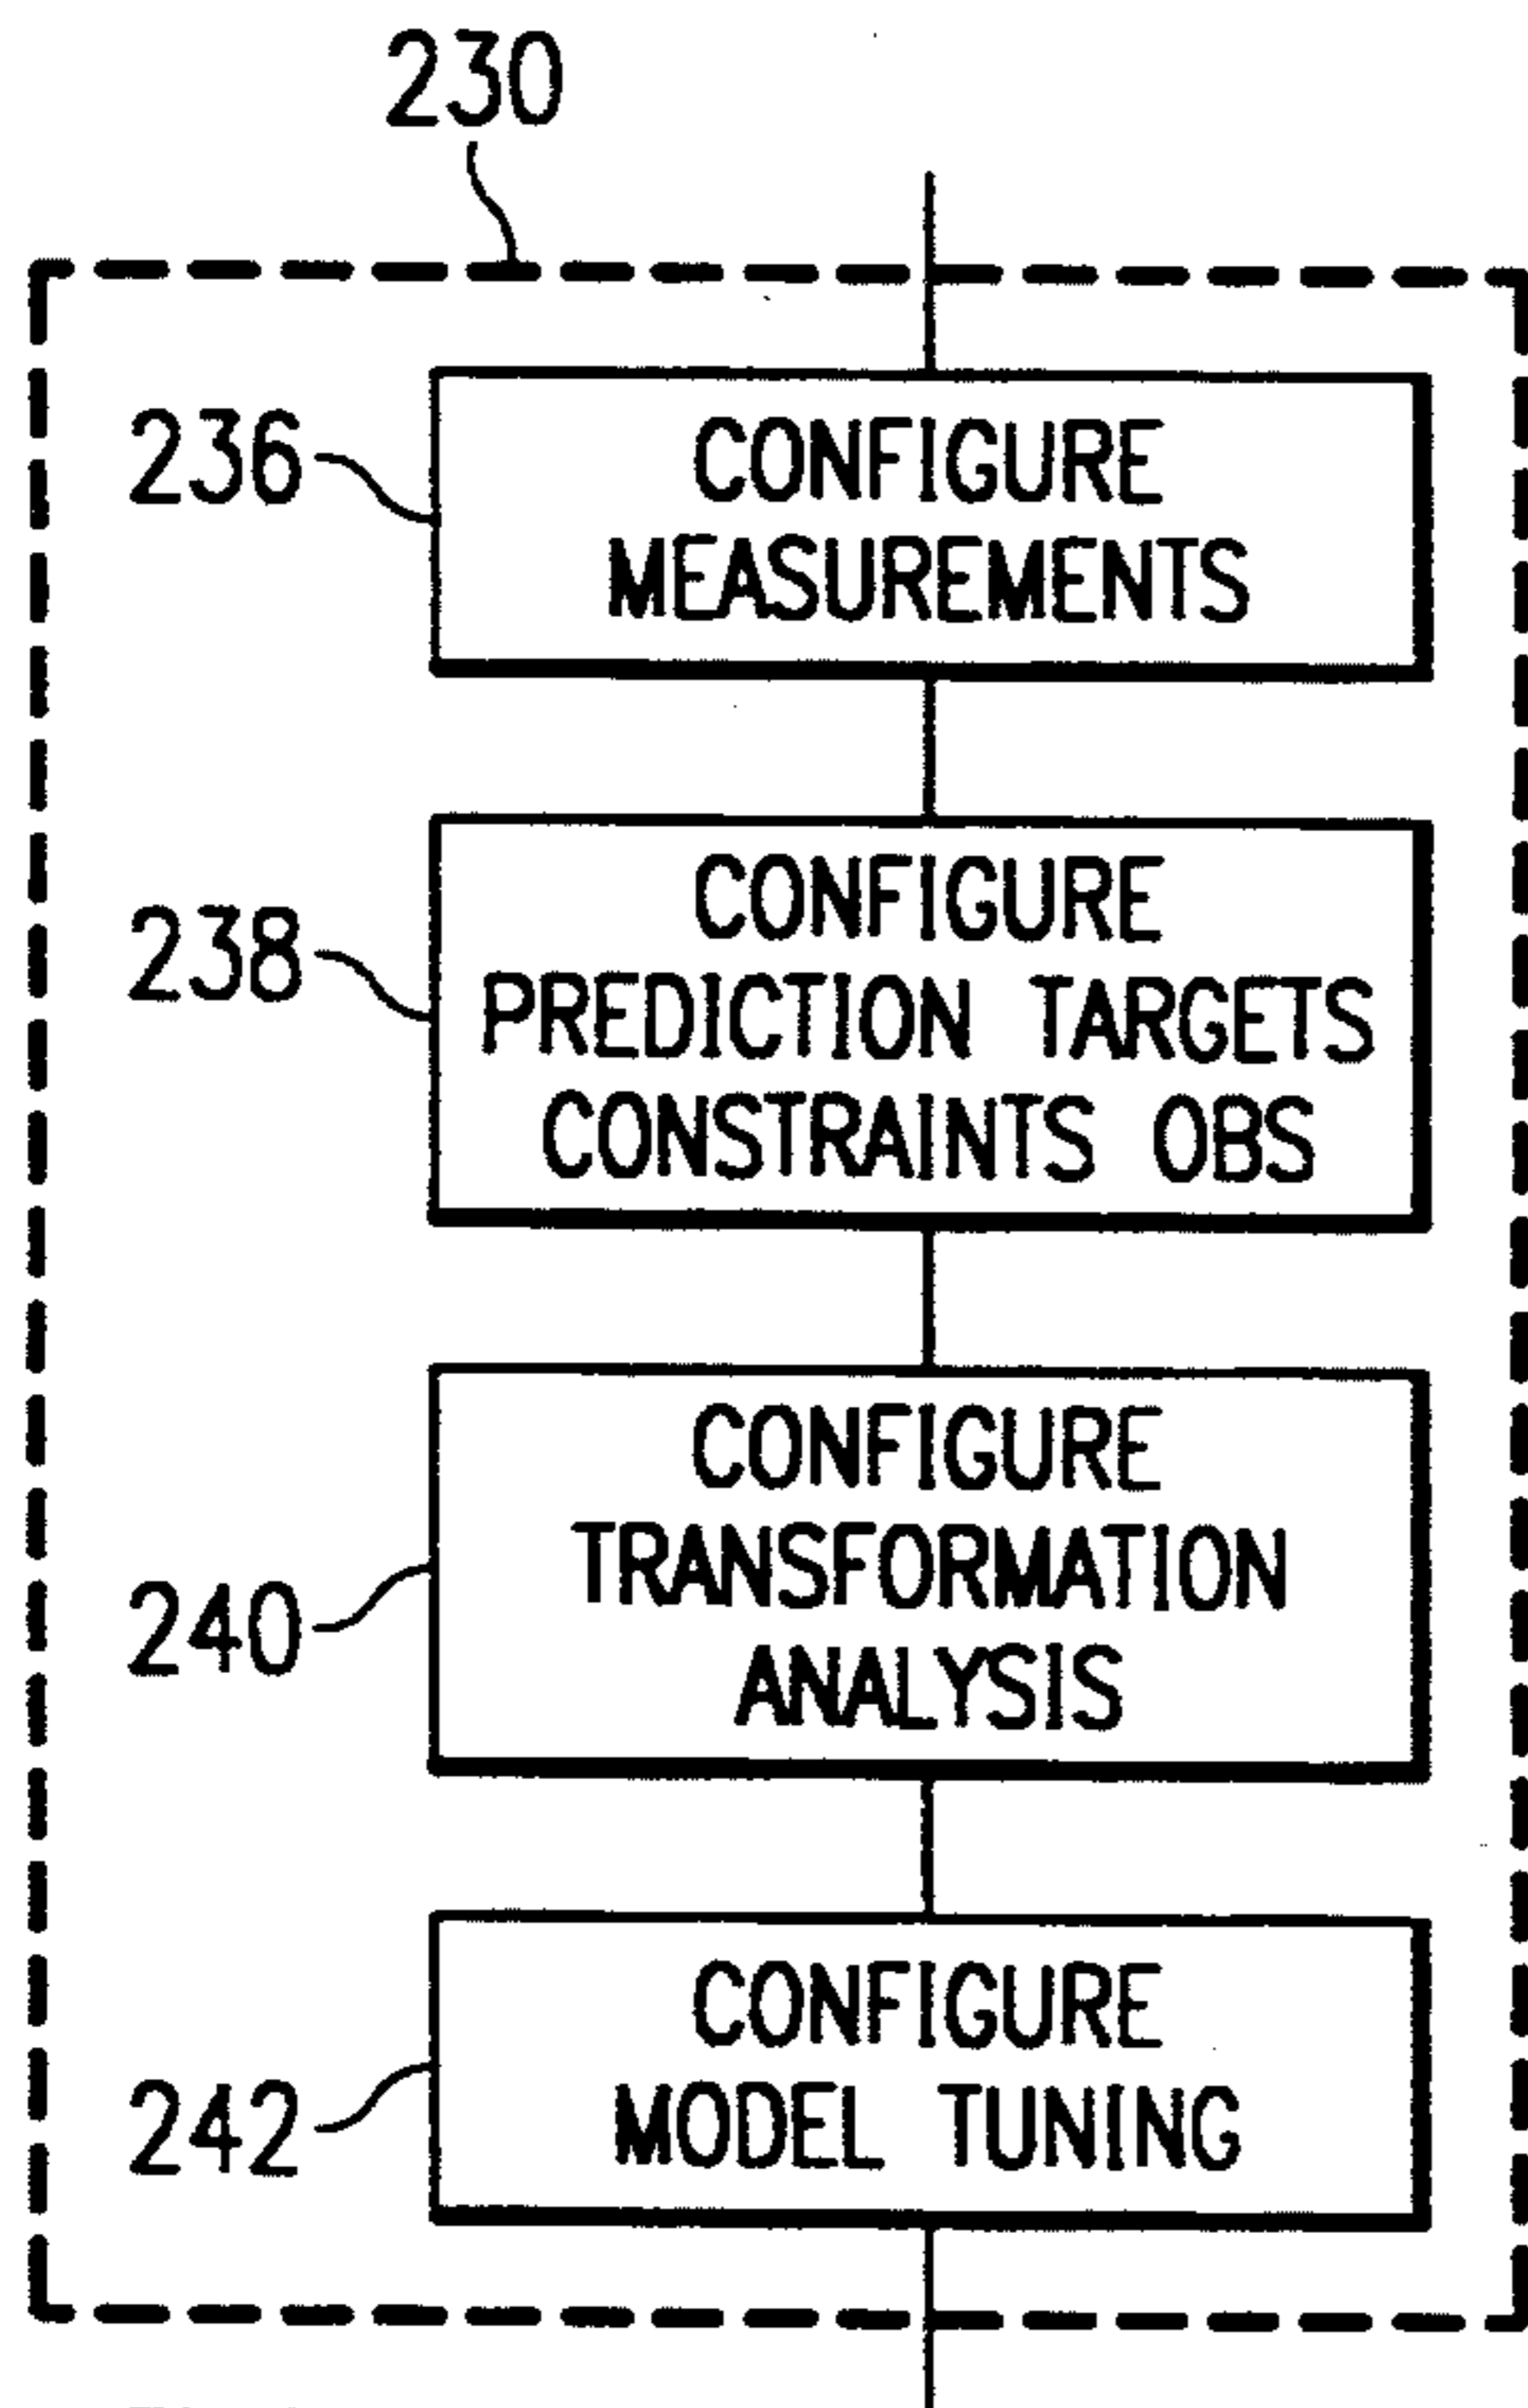 230
236
CONFIGURE
MEASUREMENTS
238
CONFIGURE
PREDICTION TARGETS
CONSTRAINTS OBS
240
CONFIGURE
TRANSFORMATION
ANALYSIS
242
CONFIGURE
MODEL TUNING